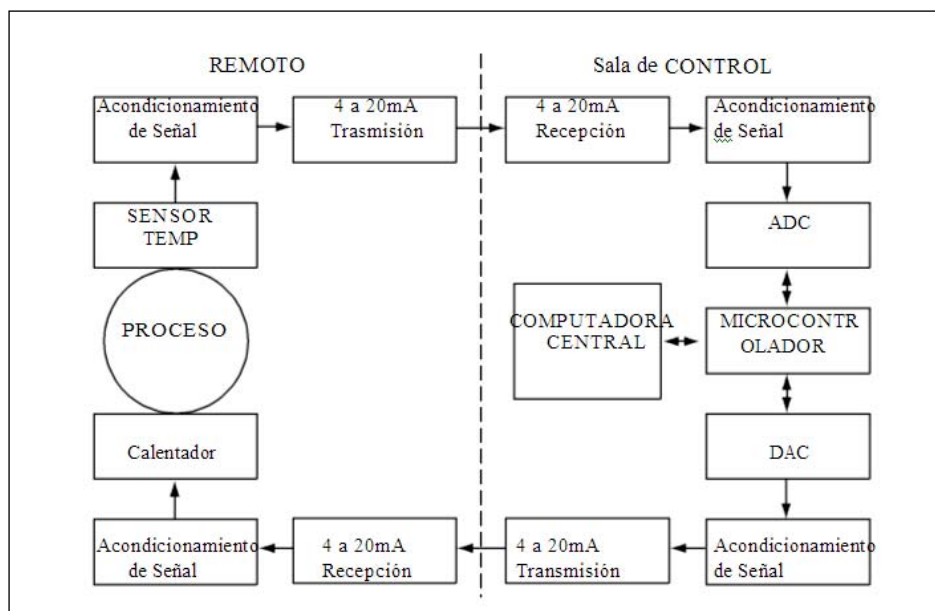 REMOTO
Sala de CONTROL
Acondicionamiento
de Señal
4 a 20mA
Trasmisión
4 a 20mA
Recepción
Acondicionamiento
de Señal
SENSOR
TEMP
ADC
PROCESO
COMPUTADORA
CENTRAL
MICROCONTR
OLADOR
Calentador
DAC
Acondicionamiento
de Señal
4 a 20mA
Recepción
4 a 20mA
Transmisión
Acondicionamiento
de Señal